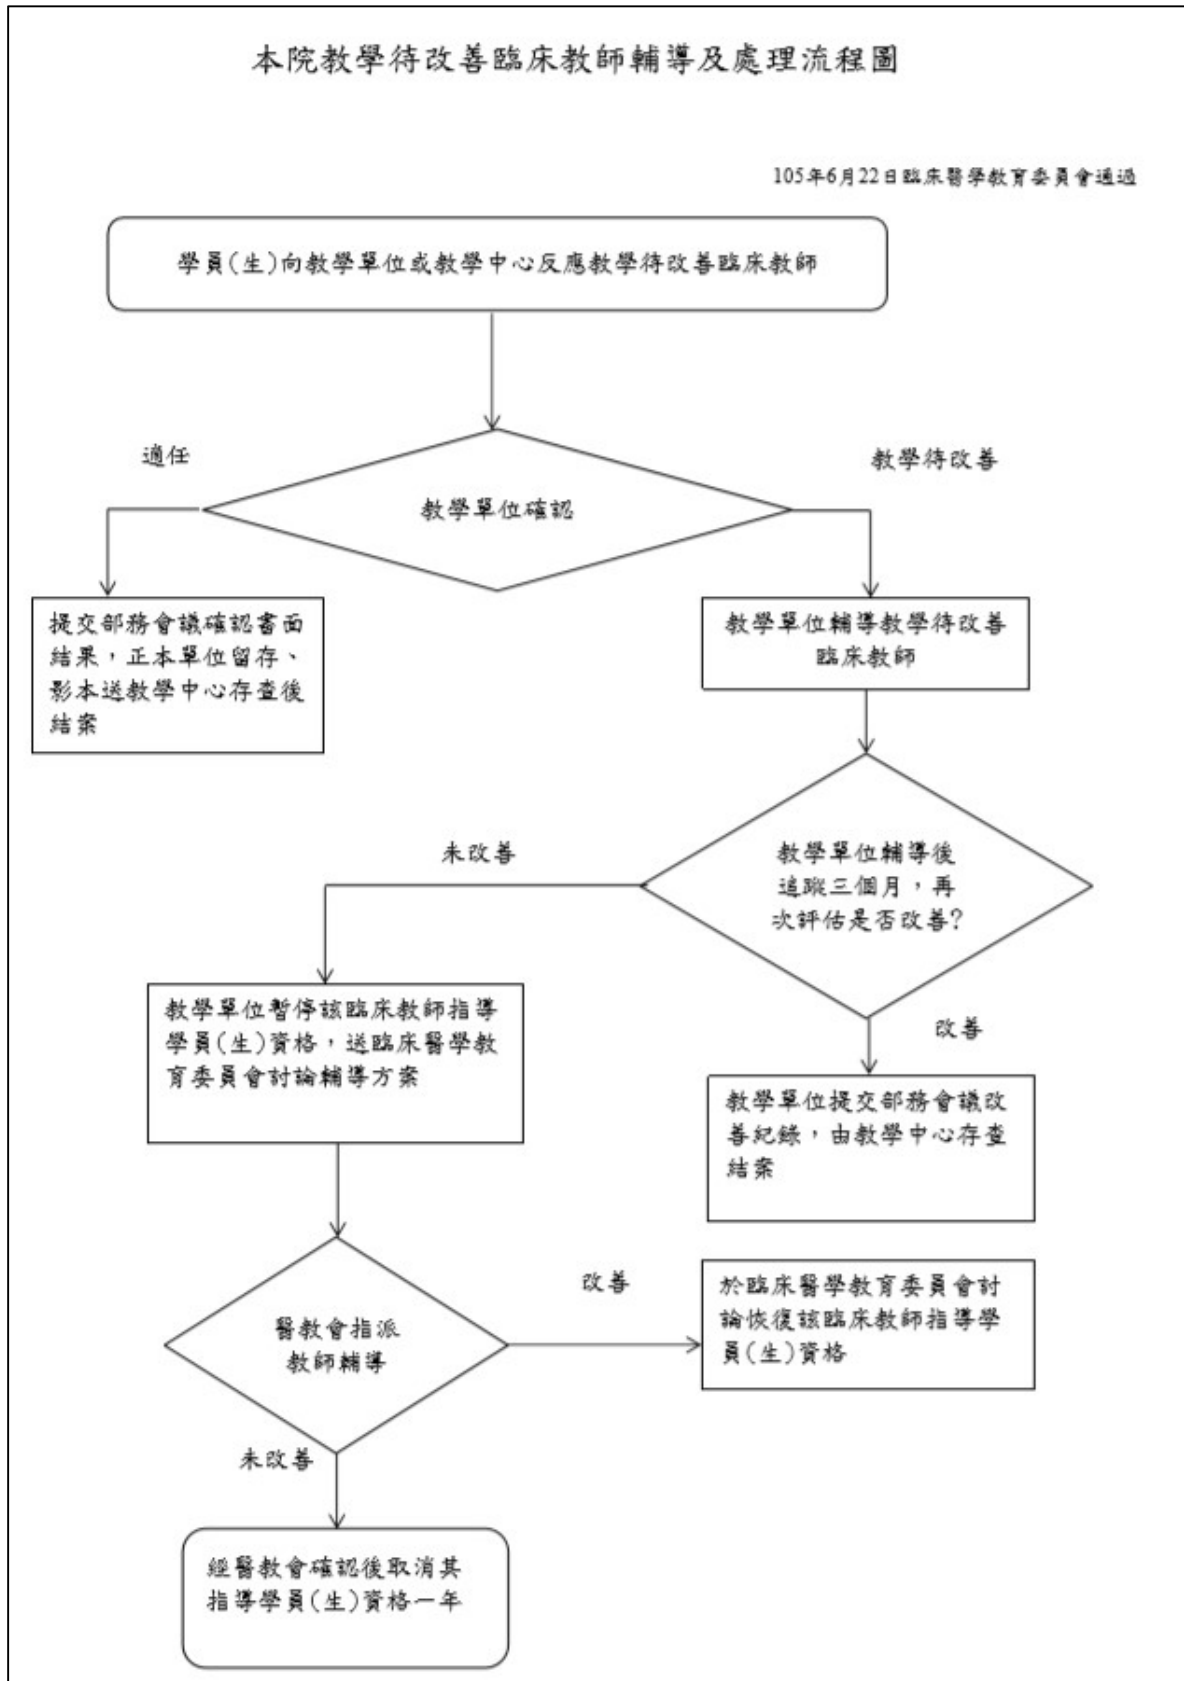 本院教學待改善臨床教師輔導及處理流程圖
105年6月22日臨床醫學教育委員會通過
學員(生)向教學單位或教學中心反應教學待改善臨床教師
適任
教學待改善
教學單位確認
提交部務會議確認書面
結果，正本單位留存、
影本送教學中心存查後
結案
教學單位輔導教學待改善
臨床教師
未改善
教學單位輔導後
追蹤三個月，再
次評估是否改善?
教學單位暫停該臨床教師指導
學員(生)資格，送臨床醫學教
育委員會討論輔導方案
改善
教學單位提交部務會議改
善紀錄，由教學中心存查
結案
醫教會指派
教師輔導
改善
於臨床醫學教育委員會討
論恢復該臨床教師指導學
員(生)資格
未改善
經醫教會確認後取消其
指導學員(生)資格一年